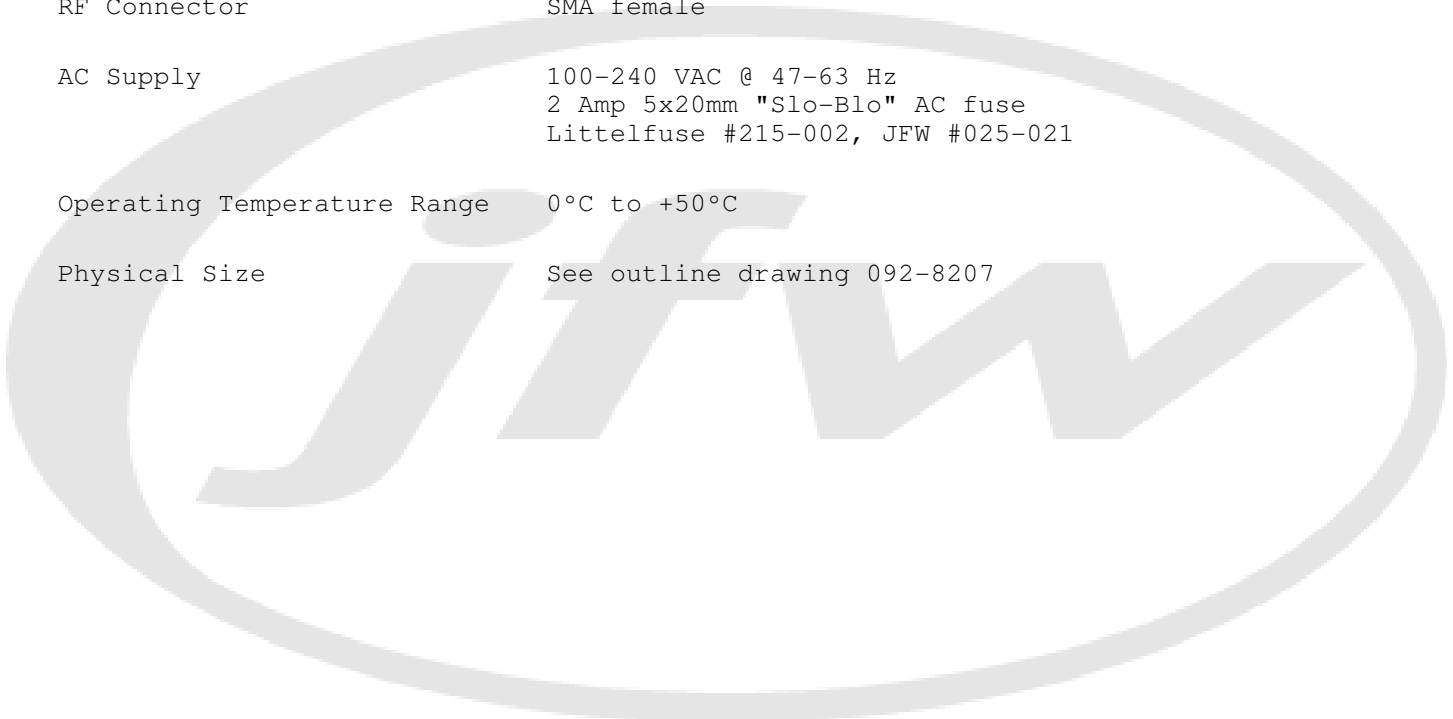 RF Connector SMA female
AC Supply 100-240 VAC @ 47-63 Hz
2 Amp 5x20mm "Slo-Blo" AC fuse
Littelfuse #215-002, JFW #025-021
Operating Temperature Range 0°C to +50°C
Physical Size See outline drawing 092-8207
jfw